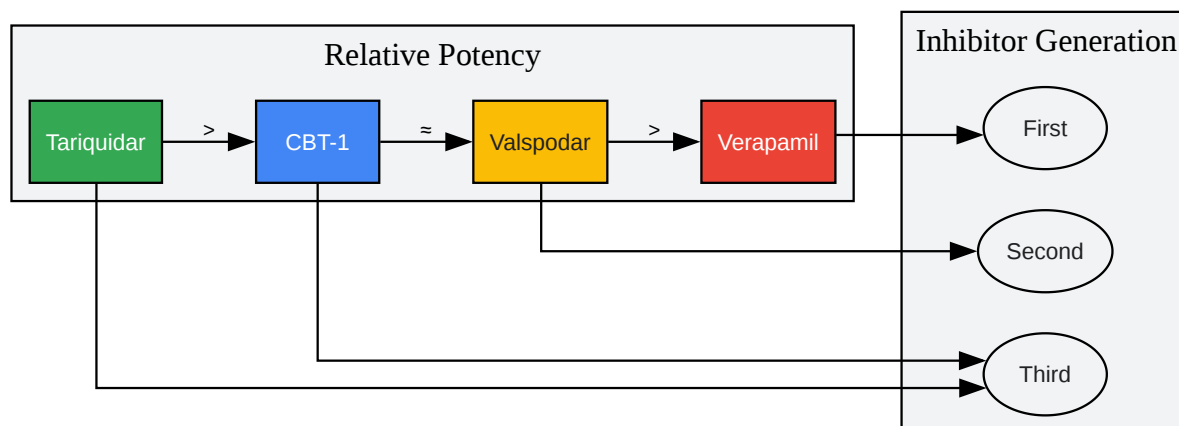 Relative Potency
Inhibitor Generation
Tariquidar
>
CBT-1
≈
Valspodar
>
Verapamil
First
Second
Third